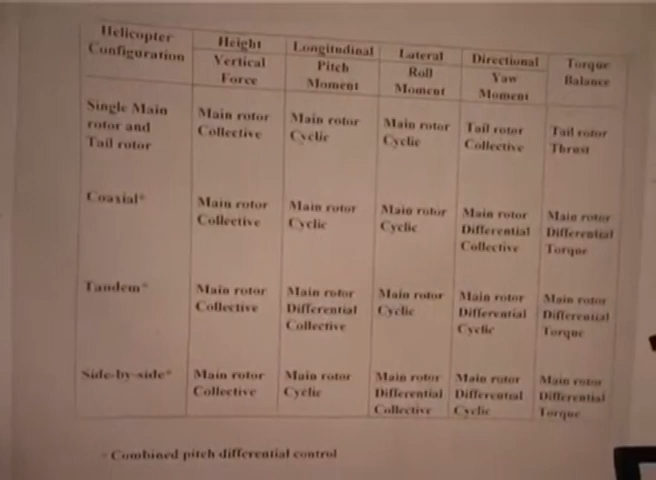 Helicopter Configuration | Height | Longitudinal | Lateral | Directional | Torque Balance
Vertical Force | Pitch Moment | Roll Moment | Yaw Moment
Single Main rotor and Tail rotor | Main rotor Collective | Main rotor Cyclic | Main rotor Cyclic | Tail rotor Collective | Tail rotor Thrust
Coaxial* | Main rotor Collective | Main rotor Cyclic | Main rotor Cyclic | Main rotor Differential Collective | Main rotor Differential Torque
Tandem* | Main rotor Collective | Main rotor Differential Collective | Main rotor Cyclic | Main rotor Differential Cyclic | Main rotor Differential Torque
Side-by-side* | Main rotor Collective | Main rotor Cyclic | Main rotor Differential Collective | Main rotor Differential Cyclic | Main rotor Differential Torque
* Combined pitch differential control